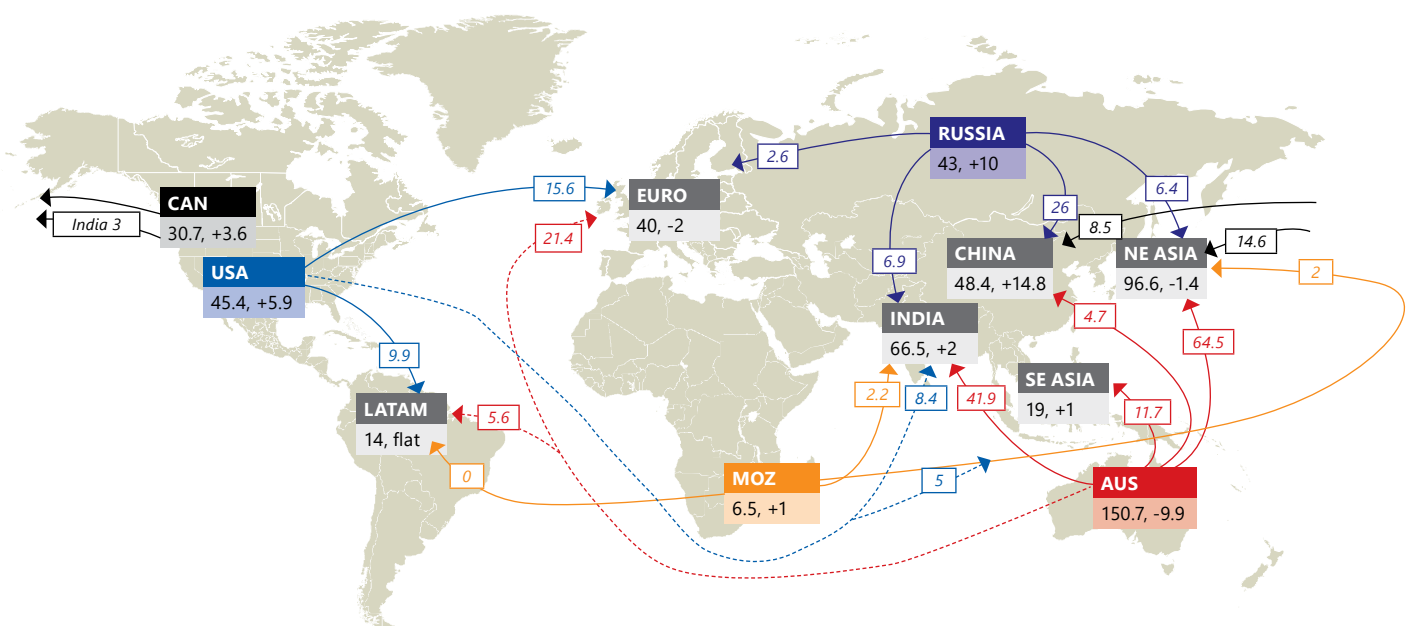 RUSSIA
43, +10
2.6
15.6
EURO
40, -2
6.4
CAN
30.7, +3.6
India 3
26
8.5
14.6
21.4
CHINA
48.4, +14.8
NE ASIA
96.6, -1.4
USA
45.4, +5.9
6.9
2
INDIA
66.5, +2
4.7
64.5
9.9
SE ASIA
19, +1
2.2
8.4
41.9
11.7
LATAM
14, flat
5.6
0
MOZ
6.5, +1
5
AUS
150.7, -9.9